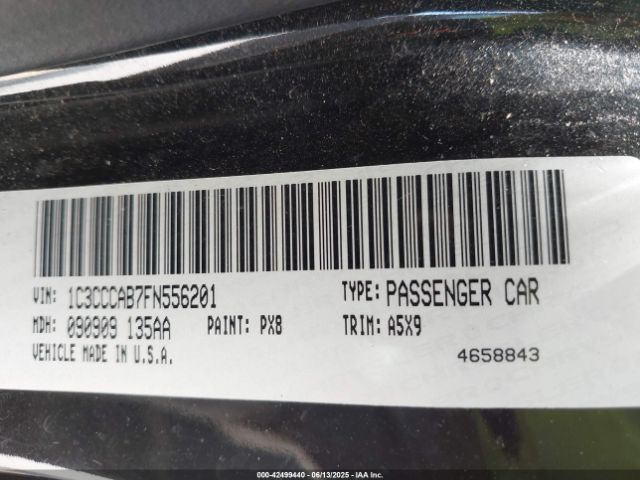 VIN: 1C3CCCAB7FN556201 TYPE: PASSENGER CAR
MDH: 090909 135AA PAINT: PX8 TRIM: A5X9
VEHICLE MADE IN U.S.A. 4658843
000-42499440 - 06/13/2025 - IAA Inc.